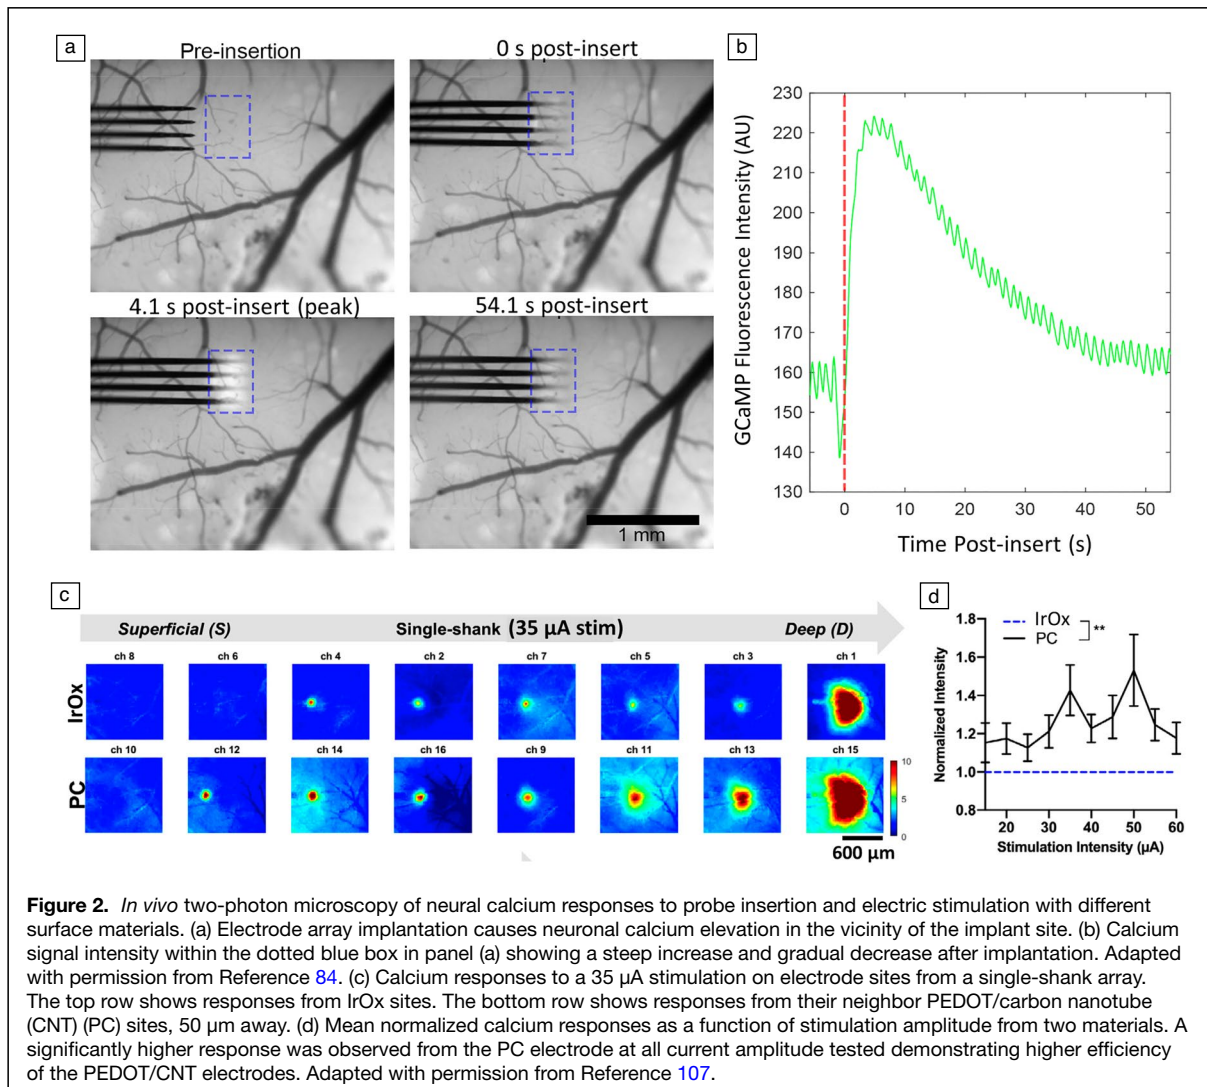 a
Pre-insertion
0 s post-insert
4.1 s post-insert (peak)
54.1 s post-insert
1 mm
b
GCaMP Fluorescence Intensity (AU)
230
220
210
200
190
180
170
160
150
140
130
0
10
20
30
40
50
Time Post-insert (s)
c
Superficial (S)
Single-shank (35 µA stim)
Deep (D)
IrOx
ch 8
ch 6
ch 4
ch 2
ch 7
ch 5
ch 3
ch 1
PC
ch 10
ch 12
ch 14
ch 16
ch 9
ch 11
ch 13
ch 15
10
5
0
600 µm
d
Normalized Intensity
1.8
1.6
1.4
1.2
1.0
0.8
IrOx
PC
**
20
30
40
50
60
Stimulation Intensity (µA)
Figure 2. In vivo two-photon microscopy of neural calcium responses to probe insertion and electric stimulation with different
surface materials. (a) Electrode array implantation causes neuronal calcium elevation in the vicinity of the implant site. (b) Calcium
signal intensity within the dotted blue box in panel (a) showing a steep increase and gradual decrease after implantation. Adapted
with permission from Reference 84. (c) Calcium responses to a 35 µA stimulation on electrode sites from a single-shank array.
The top row shows responses from IrOx sites. The bottom row shows responses from their neighbor PEDOT/carbon nanotube
(CNT) (PC) sites, 50 µm away. (d) Mean normalized calcium responses as a function of stimulation amplitude from two materials. A
significantly higher response was observed from the PC electrode at all current amplitude tested demonstrating higher efficiency
of the PEDOT/CNT electrodes. Adapted with permission from Reference 107.